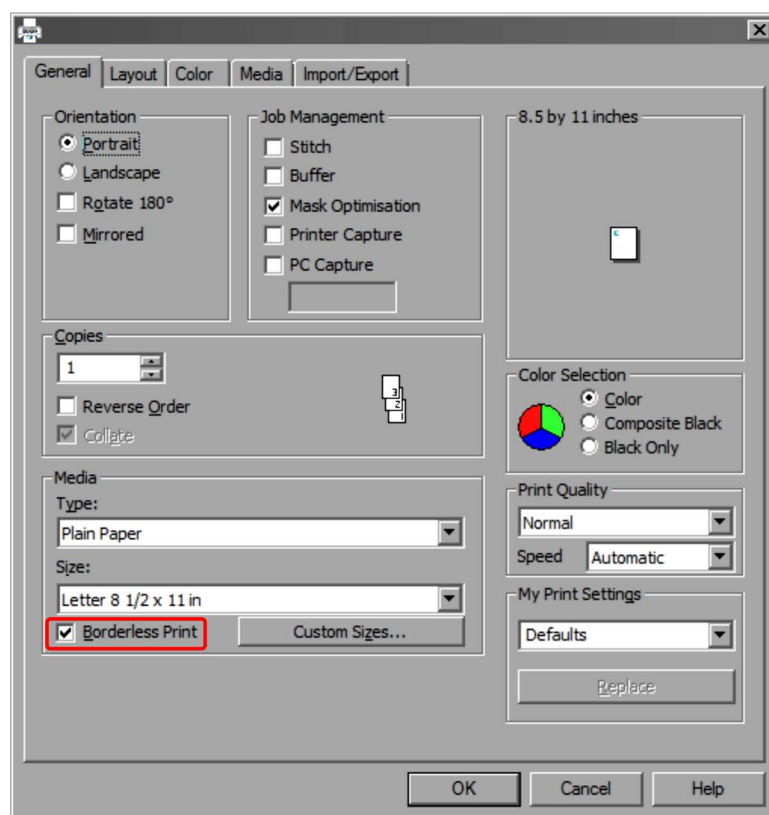 General
Layout
Color
Media
Import/Export
Orientation
Portrait
Landscape
Rotate 180°
Mirrored
Job Management
Stitch
Buffer
Mask Optimisation
Printer Capture
PC Capture
8.5 by 11 inches
Copies
1
Reverse Order
Collate
3
2
1
Color Selection
Color
Composite Black
Black Only
Media
Type:
Plain Paper
Size:
Letter 8 1/2 x 11 in
Borderless Print
Custom Sizes...
Print Quality
Normal
Speed
Automatic
My Print Settings
Defaults
Replace
OK
Cancel
Help